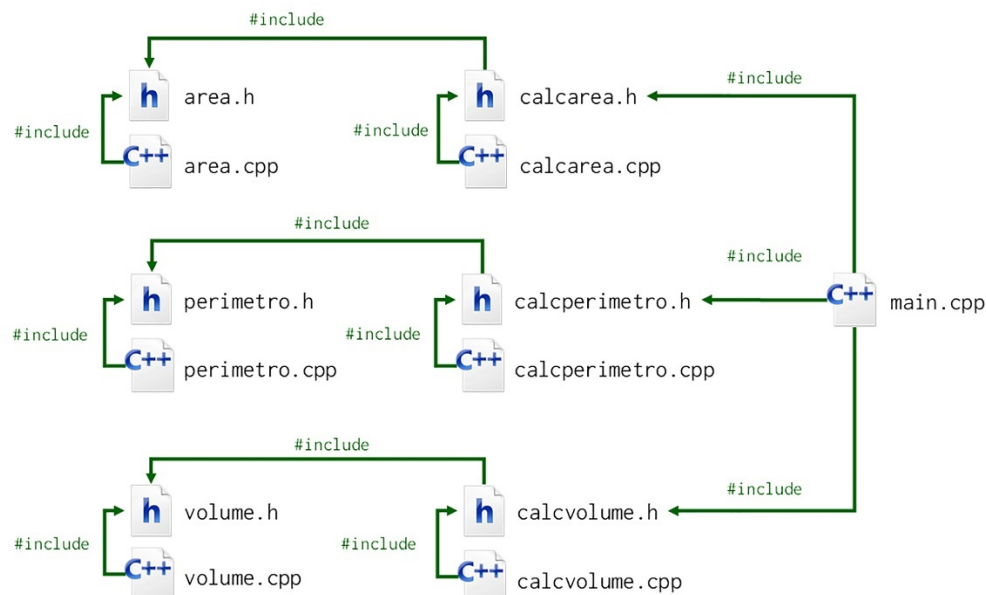 #include
#include
h area.h
h calcarea.h
#include
#include
C++ area.cpp
C++ calcarea.cpp
#include
#include
h perimetro.h
h calcperimetro.h
C++ main.cpp
#include
#include
C++ perimetro.cpp
C++ calcperimetro.cpp
#include
#include
h volume.h
h calcvolume.h
#include
#include
C++ volume.cpp
C++ calcvolume.cpp